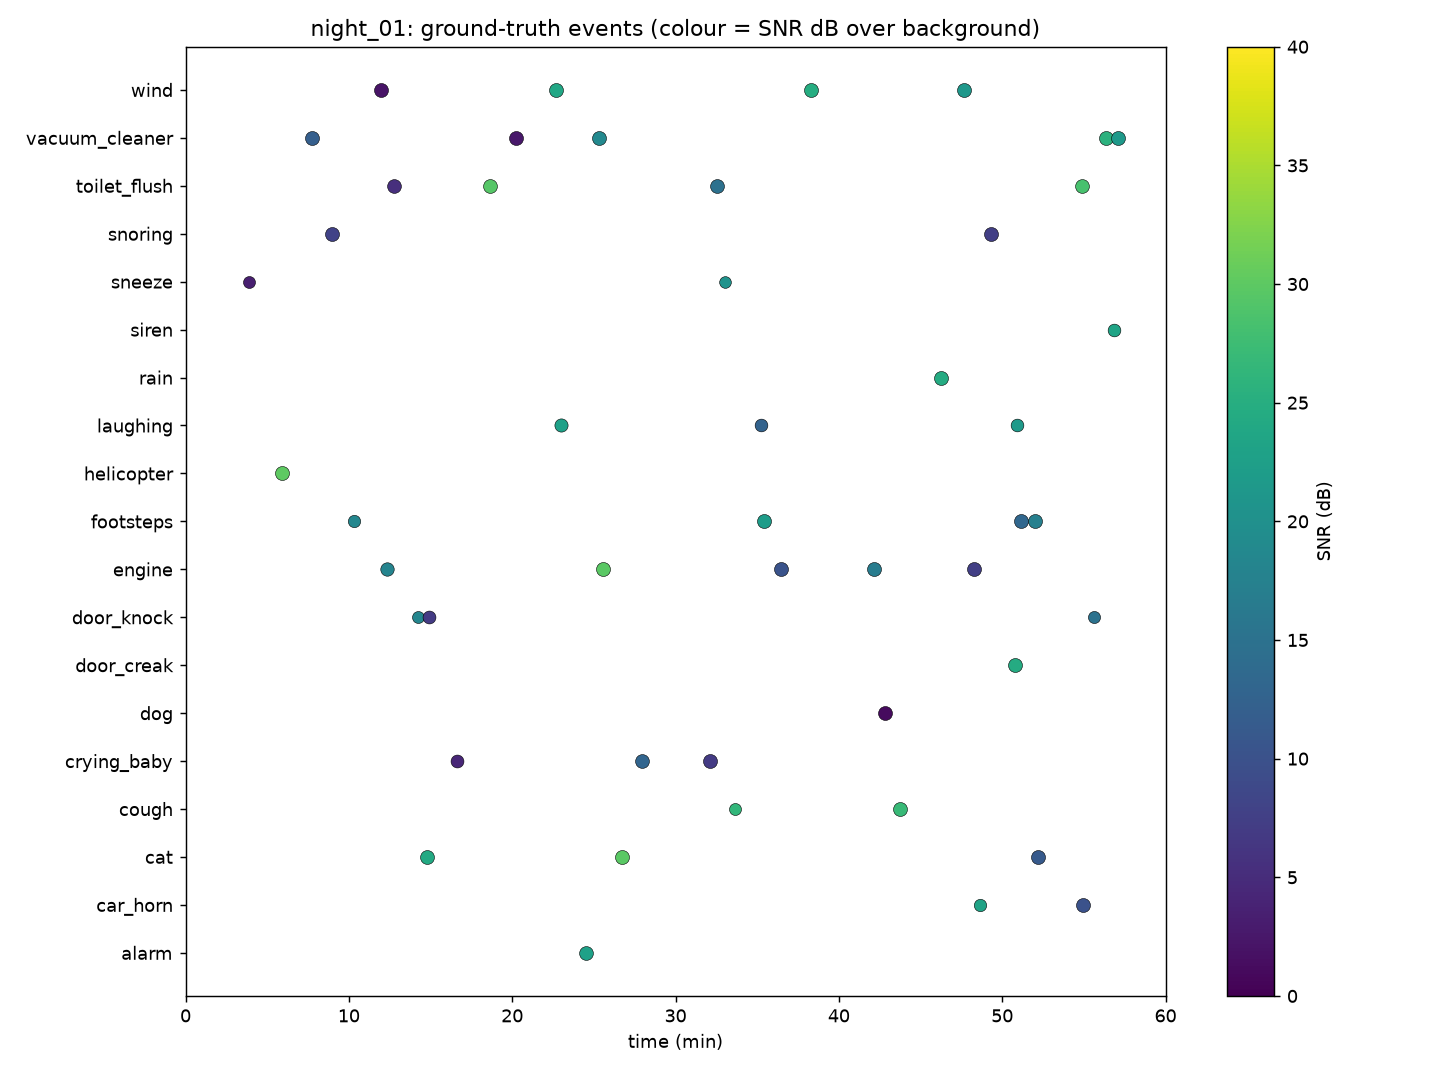 night_01: ground-truth events (colour = SNR dB over background)
wind
vacuum_cleaner
toilet_flush
snoring
sneeze
siren
rain
laughing
helicopter
footsteps
engine
door_knock
door_creak
dog
crying_baby
cough
cat
car_horn
alarm
0 10 20 30 40 50 60
time (min)
40
35
30
25
20
15
10
5
0
SNR (dB)